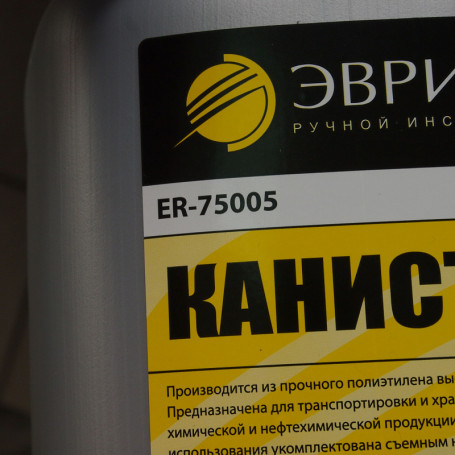 ЭВРИ
РУЧНОЙ ИНС
ER-75005
КАНИСТ
Производится из прочного полиэтилена вы
Предназначена для транспортировки и хра
химической и нефтехимической продукции
использования укомплектована съемным н